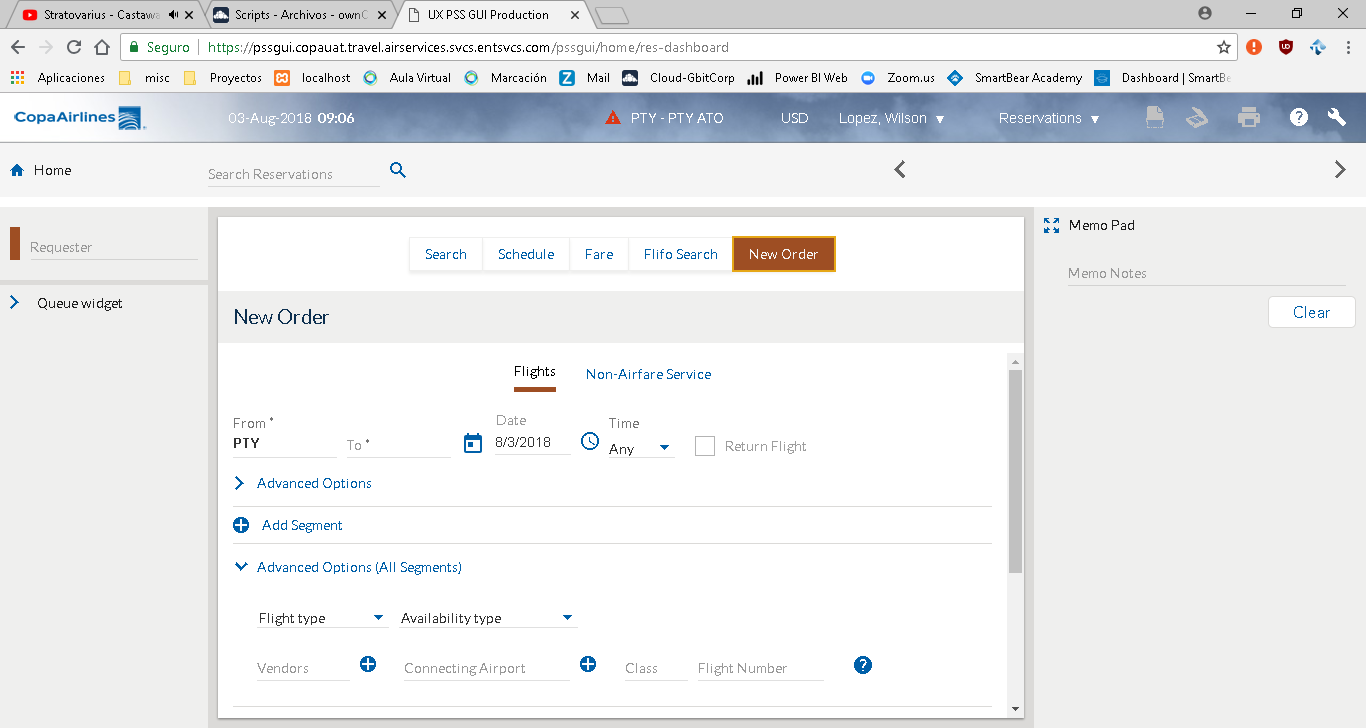 Stratovarius - Castawa
Scripts - Archivos - ownC
UX PSS GUI Production
Seguro
https://pssgui.copauat.travel.airservices.svcs.entsvcs.com/pssgui/home/res-dashboard
Aplicaciones misc Proyectos localhost Aula Virtual Marcación Mail Cloud-GbitCorp Power BI Web Zoom.us SmartBear Academy Dashboard | SmartBe
CopaAirlines 03-Aug-2018 09:06 PTY - PTY ATO USD Lopez, Wilson Reservations
Home Search Reservations
Requester
Queue widget
Search Schedule Fare Flifo Search New Order
New Order
Flights Non-Airfare Service
From * Date Time
PTY To * 8/3/2018 Any Return Flight
Advanced Options
Add Segment
Advanced Options (All Segments)
Flight type Availability type
Vendors Connecting Airport Class Flight Number
Memo Pad
Memo Notes
Clear